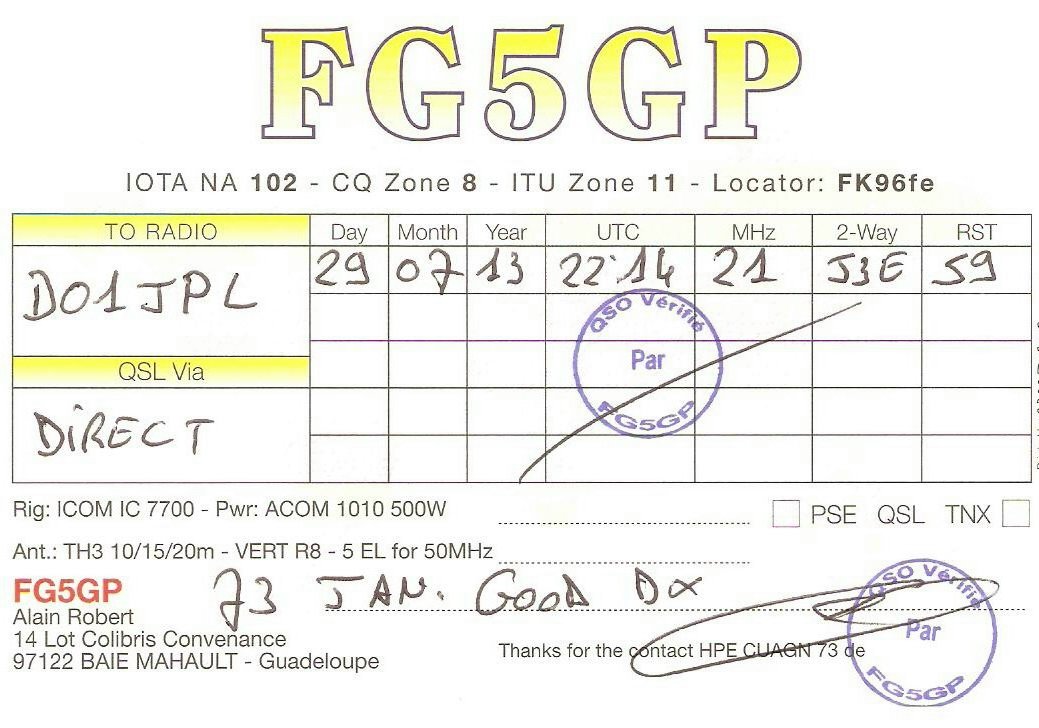 FG5GP
IOTA NA 102 - CQ Zone 8 - ITU Zone 11 - Locator: FK96fe
TO RADIO Day Month Year UTC MHz 2-Way RST
DO1JPL 29 07 13 22 14 21 J3E 59
QSO Vérifié
Par
FG5GP
QSL Via
DiRECT
Rig: ICOM IC 7700 - Pwr: ACOM 1010 500W
PSE QSL TNX
Ant.: TH3 10/15/20m - VERT R8 - 5 EL for 50MHz
73 JAN. GOOD DX
FG5GP
Alain Robert
14 Lot Colibris Convenance
97122 BAIE MAHAULT - Guadeloupe
Thanks for the contact HPE CUAGN 73 de
QSO Vérifié
Par
FG5GP